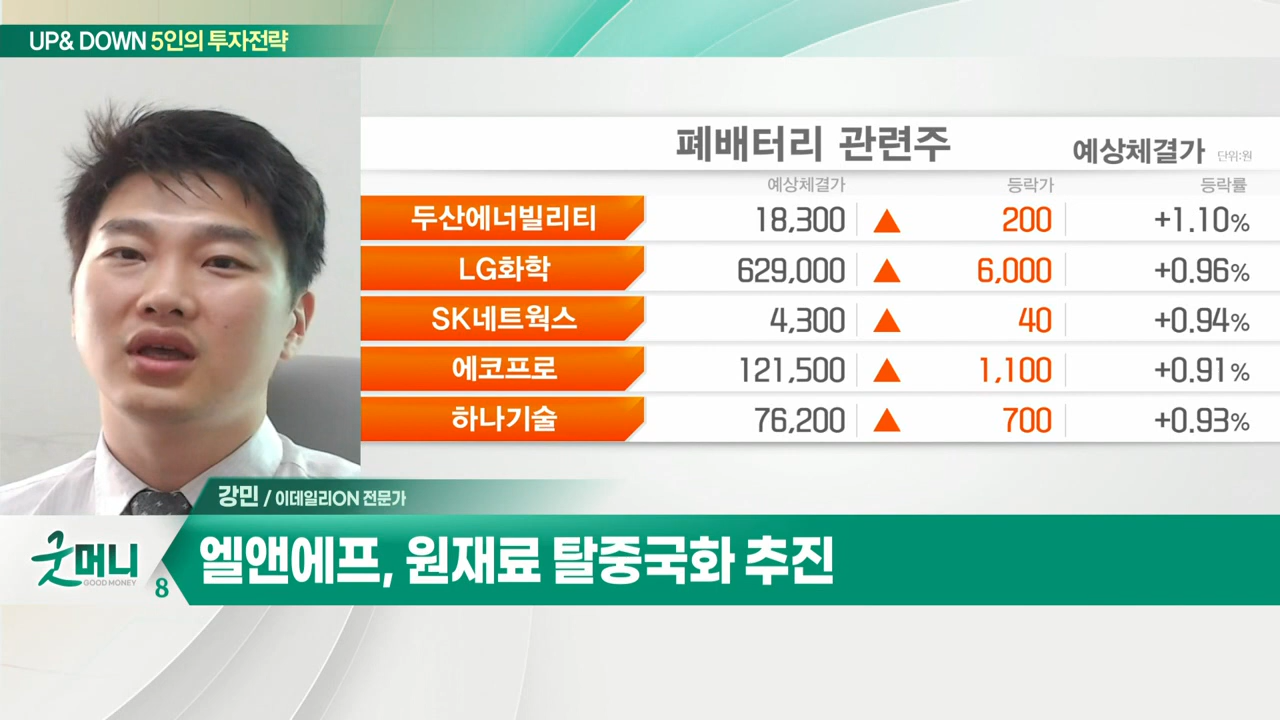 UP& DOWN 5인의 투자전략
폐배터리 관련주 예상체결가 단위:원
예상체결가 등락가 등락률
두산에너빌리티 18,300 ▲ 200 +1.10%
LG화학 629,000 ▲ 6,000 +0.96%
SK네트웍스 4,300 ▲ 40 +0.94%
에코프로 121,500 ▲ 1,100 +0.91%
하나기술 76,200 ▲ 700 +0.93%
강민 / 이데일리ON 전문가
굿머니
GOOD MONEY
8
엘앤에프, 원재료 탈중국화 추진